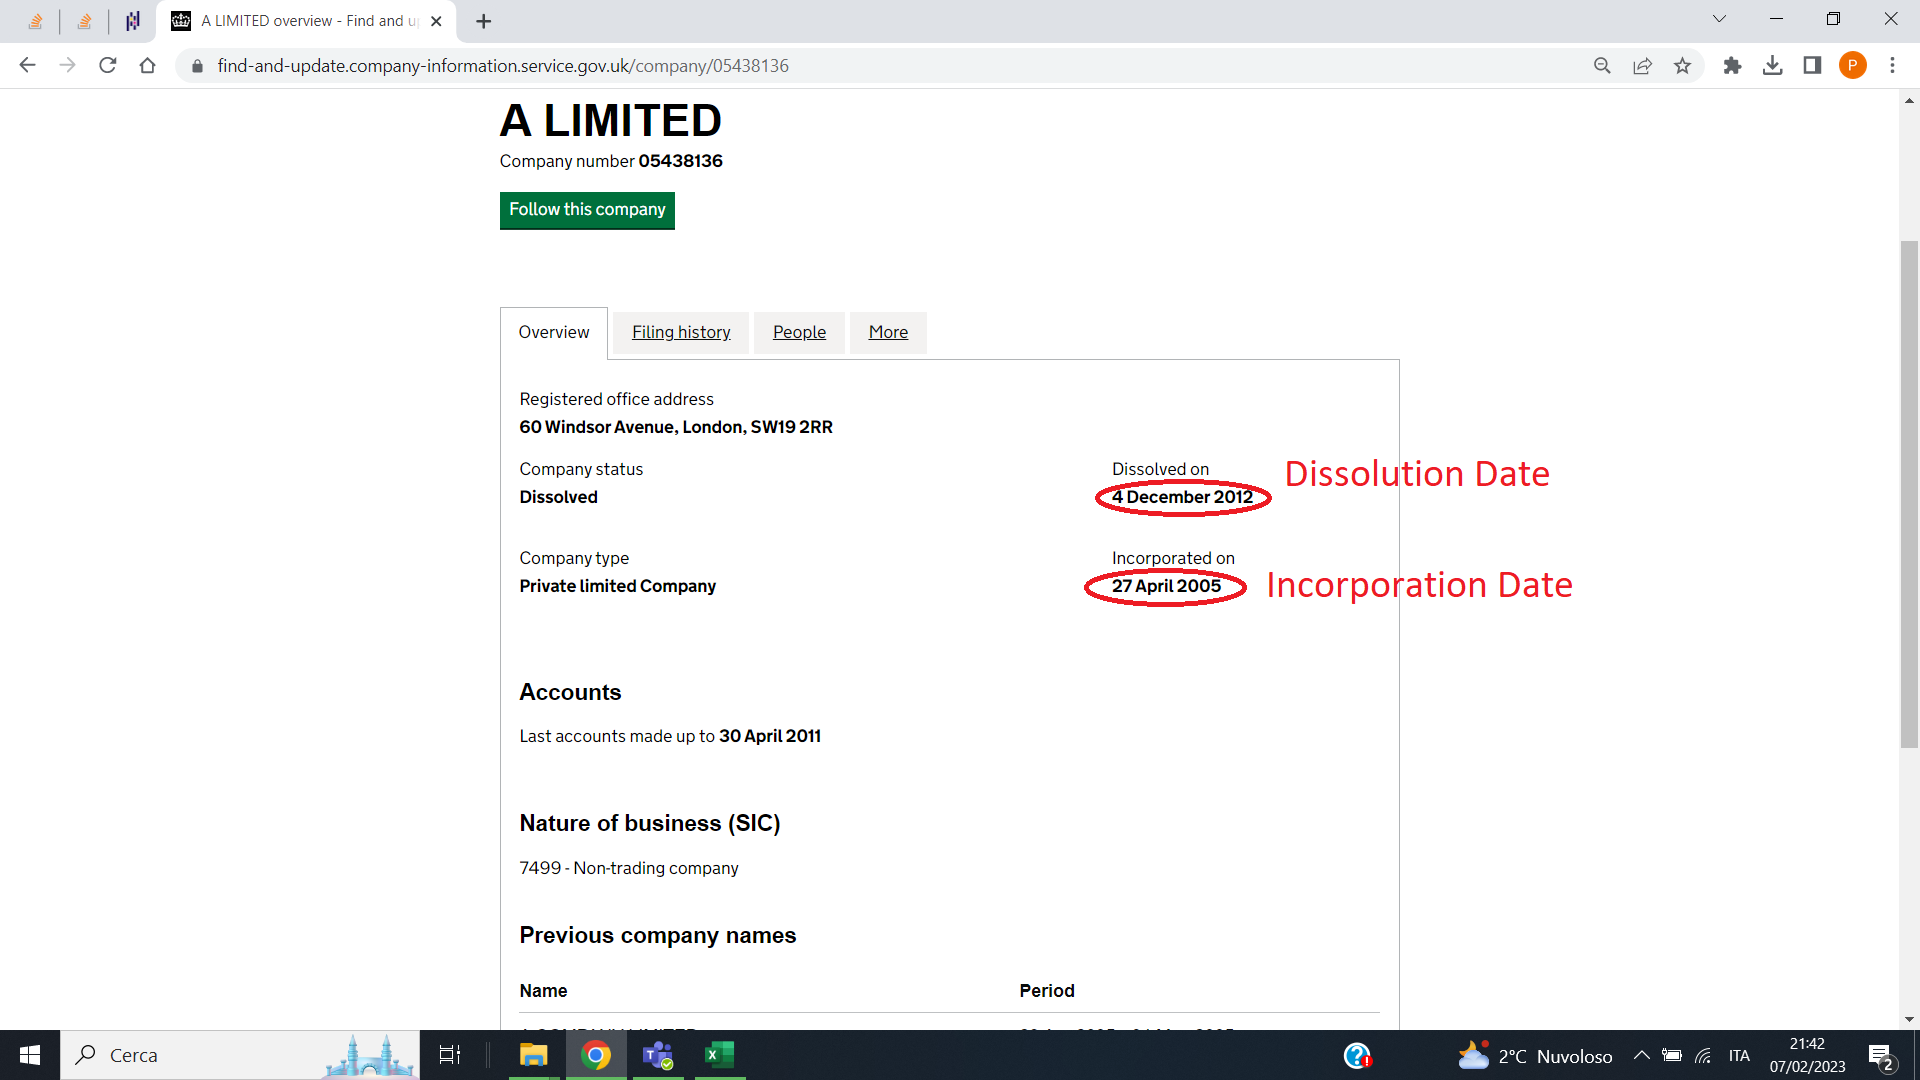 A LIMITED overview - Find and u
find-and-update.company-information.service.gov.uk/company/05438136
P
A LIMITED
Company number 05438136
Follow this company
Overview
Filing history
People
More
Registered office address
60 Windsor Avenue, London, SW19 2RR
Company status
Dissolved on
Dissolution Date
Dissolved
4 December 2012
Company type
Incorporated on
Private limited Company
27 April 2005
Incorporation Date
Accounts
Last accounts made up to 30 April 2011
Nature of business (SIC)
7499 - Non-trading company
Previous company names
Name
Period
Cerca
2°C Nuvoloso
ITA
21:42
07/02/2023
2